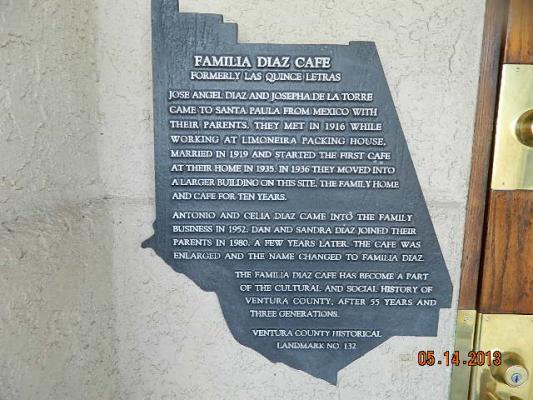 FAMILIA DIAZ CAFE
FORMERLY LAS QUINCE LETRAS
JOSE ANGEL DIAZ AND JOSEPHA DE LA TORRE
CAME TO SANTA PAULA FROM MEXICO WITH
THEIR PARENTS. THEY MET IN 1916 WHILE
WORKING AT LIMONEIRA PACKING HOUSE,
MARRIED IN 1919 AND STARTED THE FIRST CAFE
AT THEIR HOME IN 1935. IN 1936 THEY MOVED INTO
A LARGER BUILDING ON THIS SITE. THE FAMILY HOME
AND CAFE FOR TEN YEARS.
ANTONIO AND CELIA DIAZ CAME INTO THE FAMILY
BUSINESS IN 1952. DAN AND SANDRA DIAZ JOINED THEIR
PARENTS IN 1980. A FEW YEARS LATER. THE CAFE WAS
ENLARGED AND THE NAME CHANGED TO FAMILIA DIAZ.
THE FAMILIA DIAZ CAFE HAS BECOME A PART
OF THE CULTURAL AND SOCIAL HISTORY OF
VENTURA COUNTY, AFTER 55 YEARS AND
THREE GENERATIONS.
VENTURA COUNTY HISTORICAL
LANDMARK NO. 132
05-14-2013